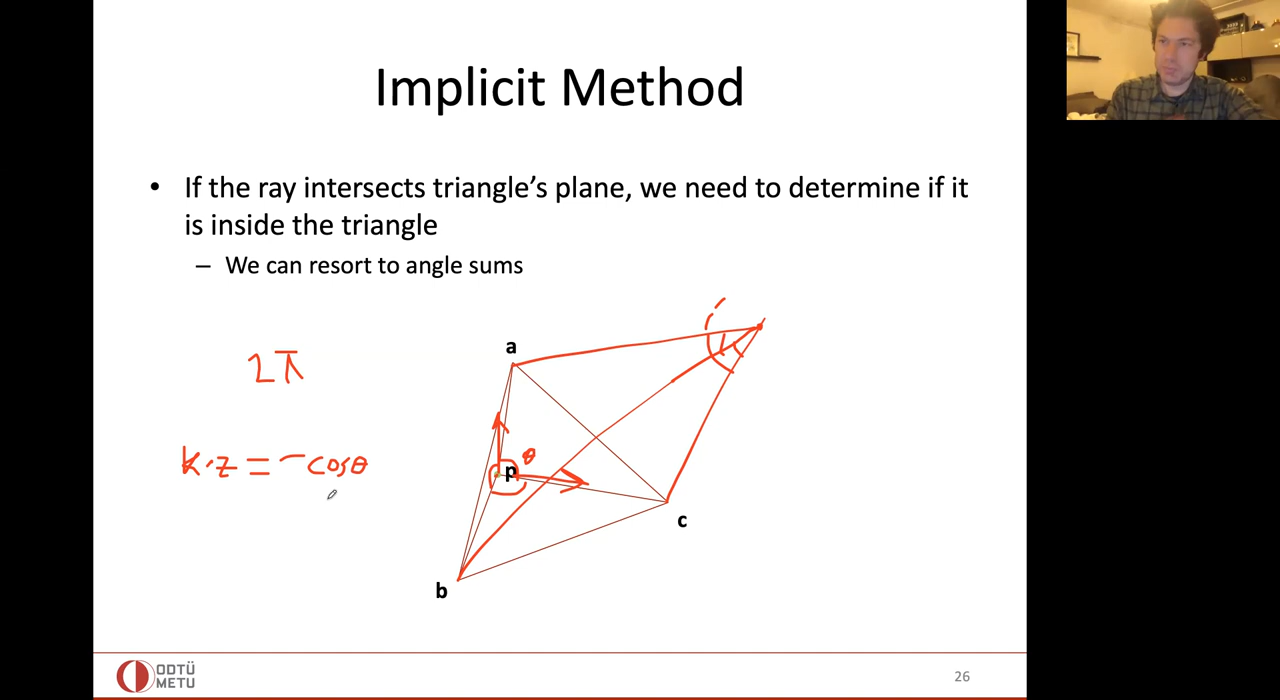 Implicit Method
• If the ray intersects triangle’s plane, we need to determine if it
is inside the triangle
– We can resort to angle sums
a
2π
k·z = -cosθ
p
θ
c
b
ODTÜ
METU
26